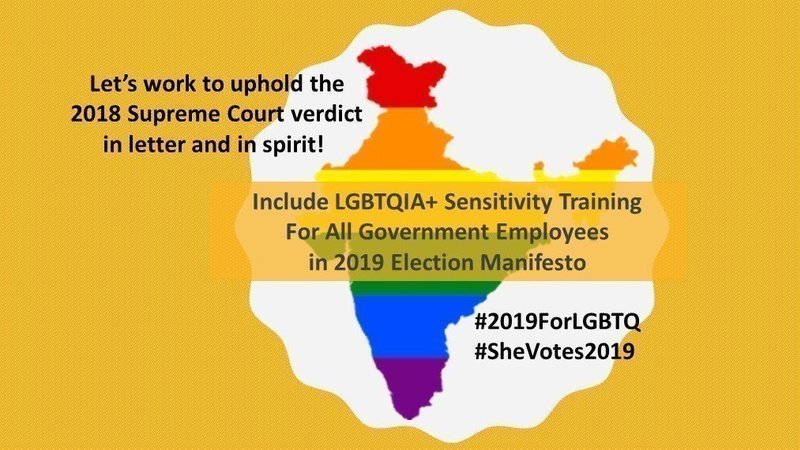 Let’s work to uphold the
2018 Supreme Court verdict
in letter and in spirit!
Include LGBTQIA+ Sensitivity Training
For All Government Employees
in 2019 Election Manifesto
#2019ForLGBTQ
#SheVotes2019